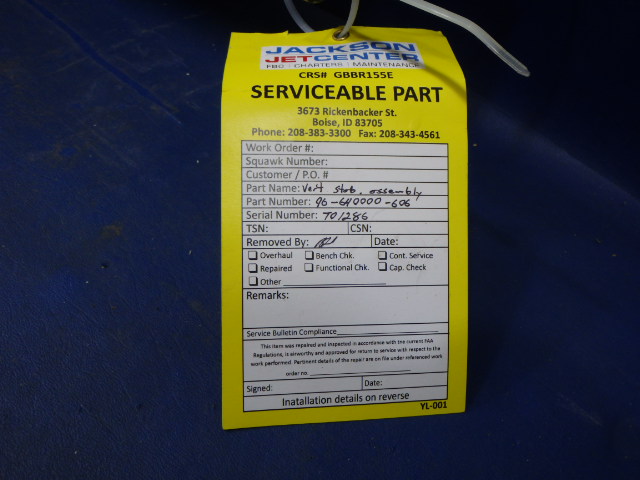 JACKSON
JETCENTER
FBO | CHARTERS | MAINTENANCE
CRS# GBBR155E
SERVICEABLE PART
3673 Rickenbacker St.
Boise, ID 83705
Phone: 208-383-3300 Fax: 208-343-4561
Work Order #:
Squawk Number:
Customer / P.O. #
Part Name: Vert Stab. assembly
Part Number: 96-640000-606
Serial Number: T01286
TSN: CSN:
Removed By: Date:
Overhaul Bench Chk. Cont. Service
Repaired Functional Chk. Cap. Check
Other
Remarks:
Service Bulletin Compliance
This item was repaired and inspected in accordance with the current FAA
Regulations, is airworthy and approved for return to service with respect to the
work performed. Pertinent details of the repair are on file under referenced work
order no.
Signed: Date:
Inatallation details on reverse
YL-001